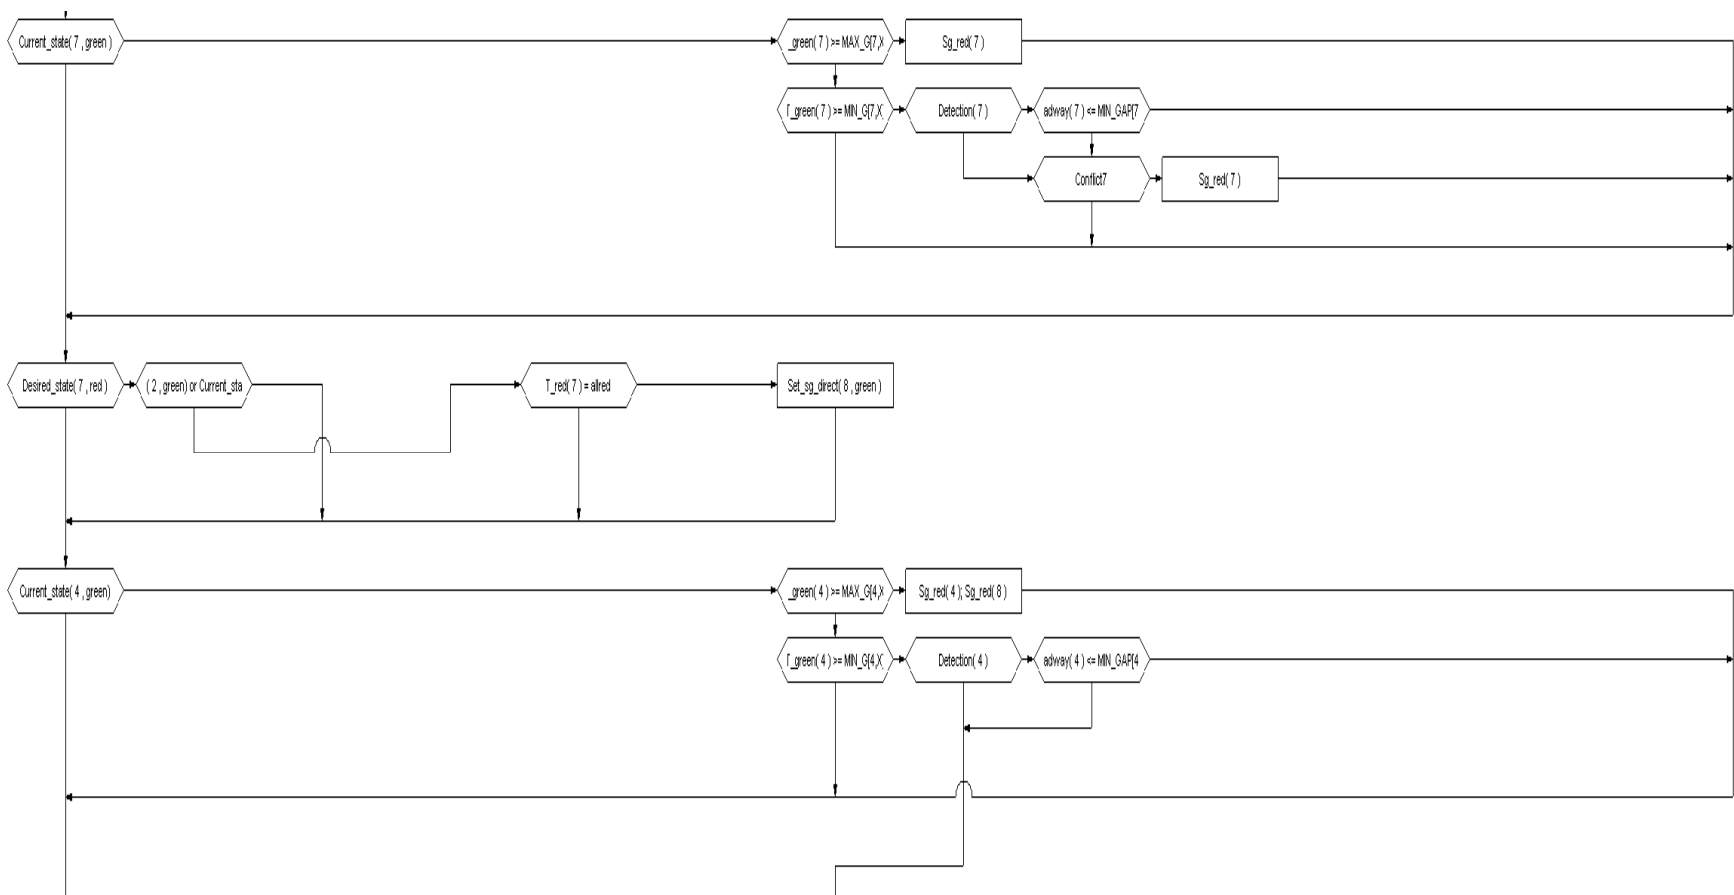 Current_state( 7 , green )
_green( 7 ) >= MAX_G[7,X
Sg_red( 7 )
T_green( 7 ) >= MIN_G[7,X]
Detection( 7 )
adway( 7 ) <= MIN_GAP[7
Conflict7
Sg_red( 7 )
Desired_state( 7 , red )
( 2 , green) or Current_sta
T_red( 7 ) = allred
Set_sg_direct( 8 , green )
Current_state( 4 , green)
_green( 4 ) >= MAX_G[4,X
Sg_red( 4 ); Sg_red( 8 )
T_green( 4 ) >= MIN_G[4,X]
Detection( 4 )
adway( 4 ) <= MIN_GAP[4